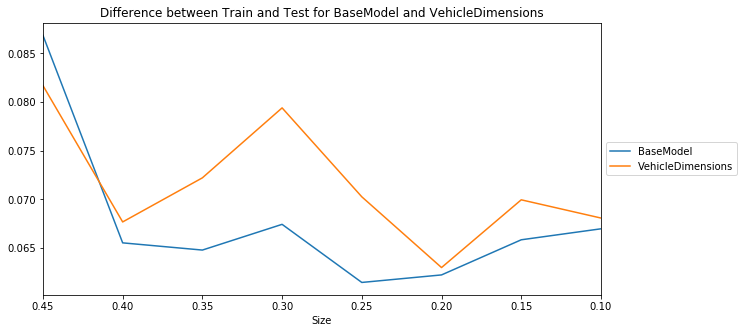 Difference between Train and Test for BaseModel and VehicleDimensions
0.085
0.080
0.075
0.070
0.065
0.45 0.40 0.35 0.30 0.25 0.20 0.15 0.10
Size
BaseModel
VehicleDimensions